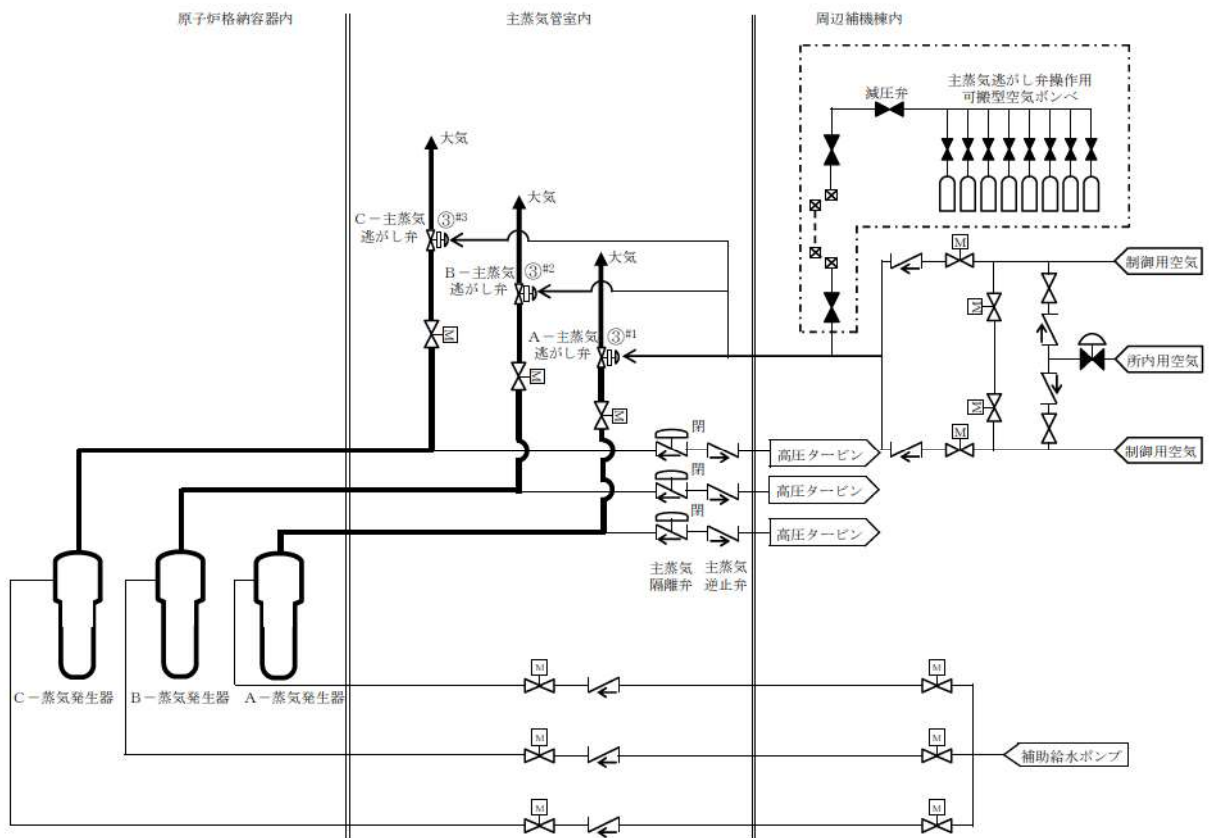 原子炉格納容器内
主蒸気管室内
周辺補機棟内
主蒸気逃がし弁操作用
可搬型空気ボンベ
減圧弁
大気
大気
大気
C－主蒸気
逃がし弁
③#3
B－主蒸気
逃がし弁
③#2
A－主蒸気
逃がし弁
③#1
M
M
M
M
M
M
M
制御用空気
所内用空気
制御用空気
閉
閉
閉
高圧タービン
高圧タービン
高圧タービン
主蒸気
隔離弁
主蒸気
逆止弁
C－蒸気発生器
B－蒸気発生器
A－蒸気発生器
M
M
M
M
M
M
補助給水ポンプ